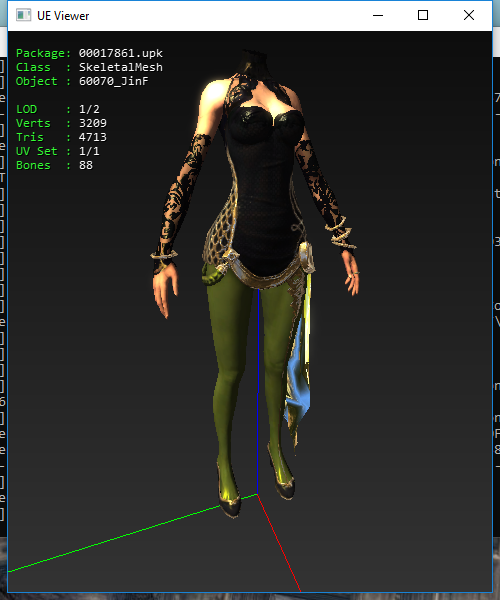 UE Viewer
Package: 00017861.upk
Class : SkeletalMesh
Object : 60070_JinF
LOD : 1/2
Verts : 3209
Tris : 4713
UV Set : 1/1
Bones : 88